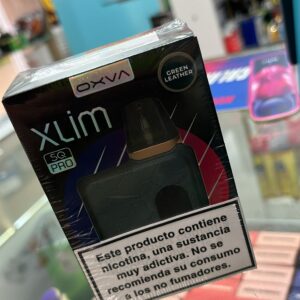 OXVA
GREEN
LEATHER
XLIM
SQ
PRO
Este producto contiene
nicotina, una sustancia
muy adictiva. No se
recomienda su consumo
a los no fumadores.